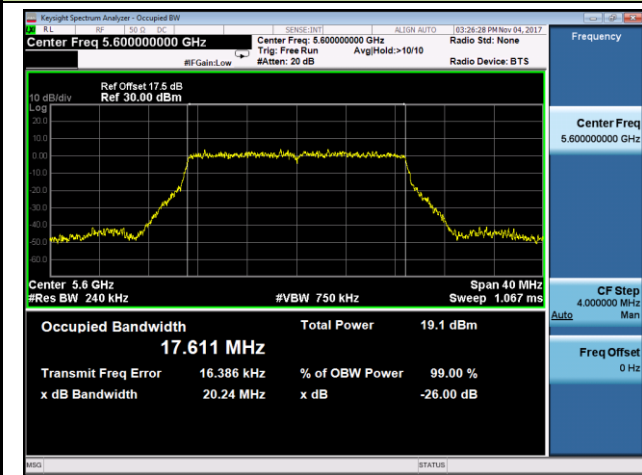 Keysight Spectrum Analyzer - Occupied BW
RL RF 50 Ω DC SENSE:INT ALIGN AUTO 03:26:28 PM Nov 04, 2017
Center Freq 5.600000000 GHz
Center Freq: 5.600000000 GHz
Radio Std: None
Trig: Free Run Avg|Hold:>10/10
#IFGain:Low #Atten: 20 dB Radio Device: BTS
Frequency
Ref Offset 17.5 dB
10 dB/div Ref 30.00 dBm
Log
20.0
10.0
0.00
-10.0
-20.0
-30.0
-40.0
-50.0
-60.0
Center 5.6 GHz Span 40 MHz
#Res BW 240 kHz #VBW 750 kHz Sweep 1.067 ms
Center Freq
5.600000000 GHz
CF Step
4.000000 MHz
Auto Man
Freq Offset
0 Hz
Occupied Bandwidth Total Power 19.1 dBm
17.611 MHz
Transmit Freq Error 16.386 kHz % of OBW Power 99.00 %
x dB Bandwidth 20.24 MHz x dB -26.00 dB
MSG STATUS